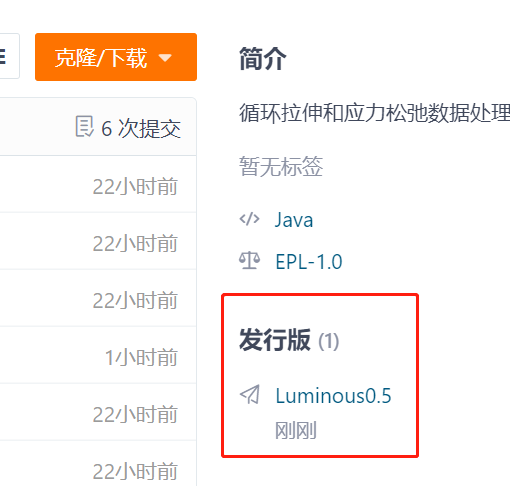 克隆/下载
6 次提交
22小时前
22小时前
22小时前
1小时前
22小时前
22小时前
简介
循环拉伸和应力松弛数据处理
暂无标签
Java
EPL-1.0
发行版 (1)
Luminous0.5
刚刚